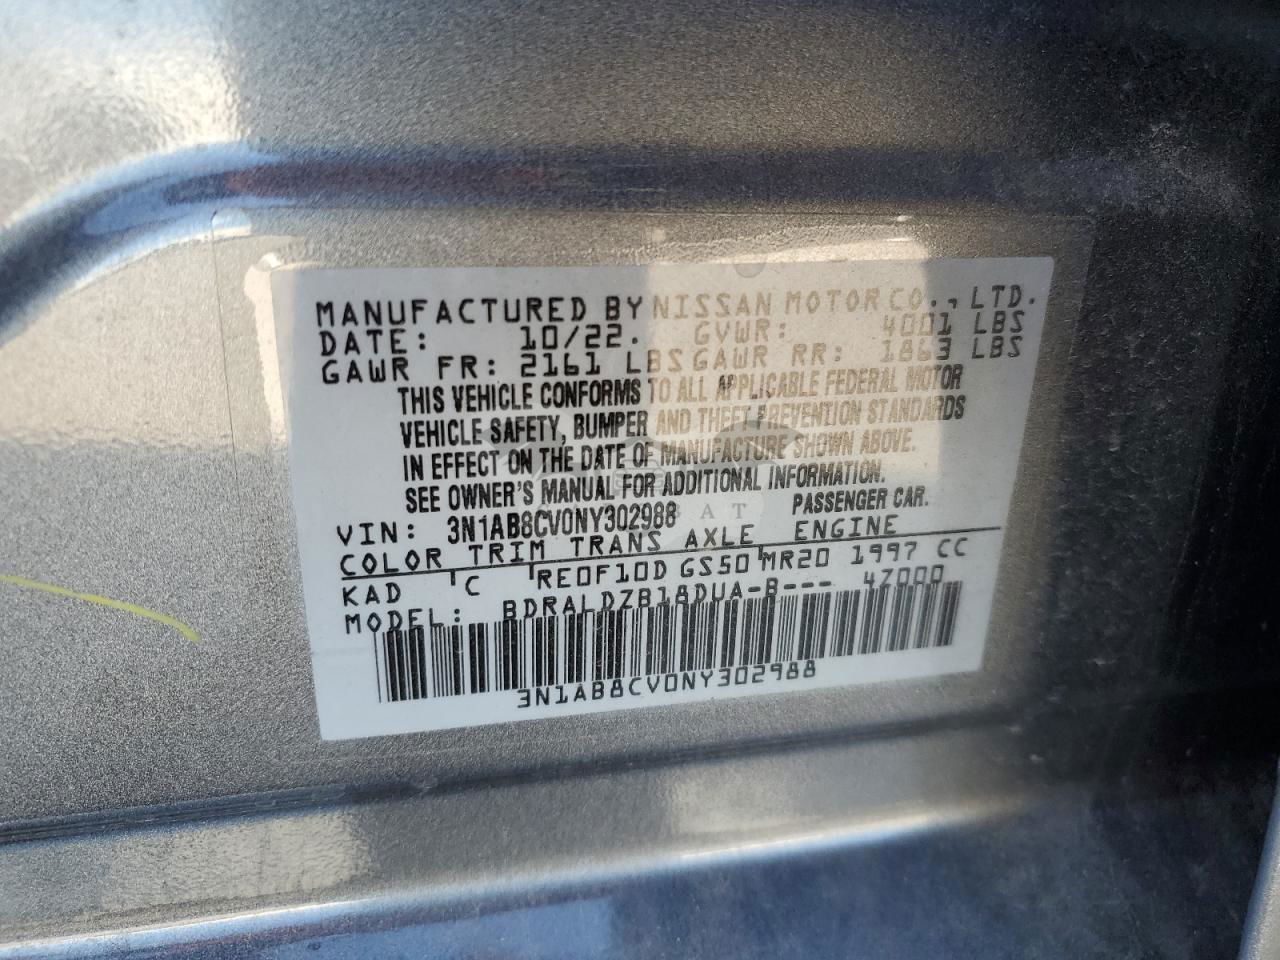 MANUFACTURED BY NISSAN MOTOR CO., LTD.
DATE: 10/22. GVWR: 4001 LBS
GAWR FR: 2161 LBS GAWR RR: 1863 LBS
THIS VEHICLE CONFORMS TO ALL APPLICABLE FEDERAL MOTOR
VEHICLE SAFETY, BUMPER AND THEFT PREVENTION STANDARDS
IN EFFECT ON THE DATE OF MANUFACTURE SHOWN ABOVE.
SEE OWNER'S MANUAL FOR ADDITIONAL INFORMATION.
VIN: 3N1AB8CV0NY302988 PASSENGER CAR.
COLOR TRIM TRANS AXLE ENGINE
KAD C RE0F10D GS50 MR20 1997 CC
MODEL: BDRALDZB18DUA-B--- 4Z000
3N1AB8CV0NY302988